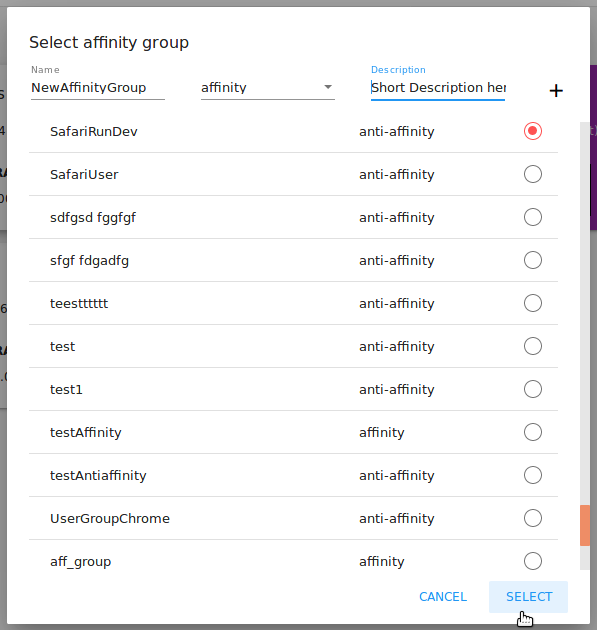 Select affinity group
Name Description
NewAffinityGroup affinity Short Description her +
SafariRunDev anti-affinity
SafariUser anti-affinity
sdfgsd fggfgf anti-affinity
sfgf fdgadfg anti-affinity
teestttttt anti-affinity
test anti-affinity
test1 anti-affinity
testAffinity affinity
testAntiaffinity anti-affinity
UserGroupChrome anti-affinity
aff_group affinity
CANCEL SELECT